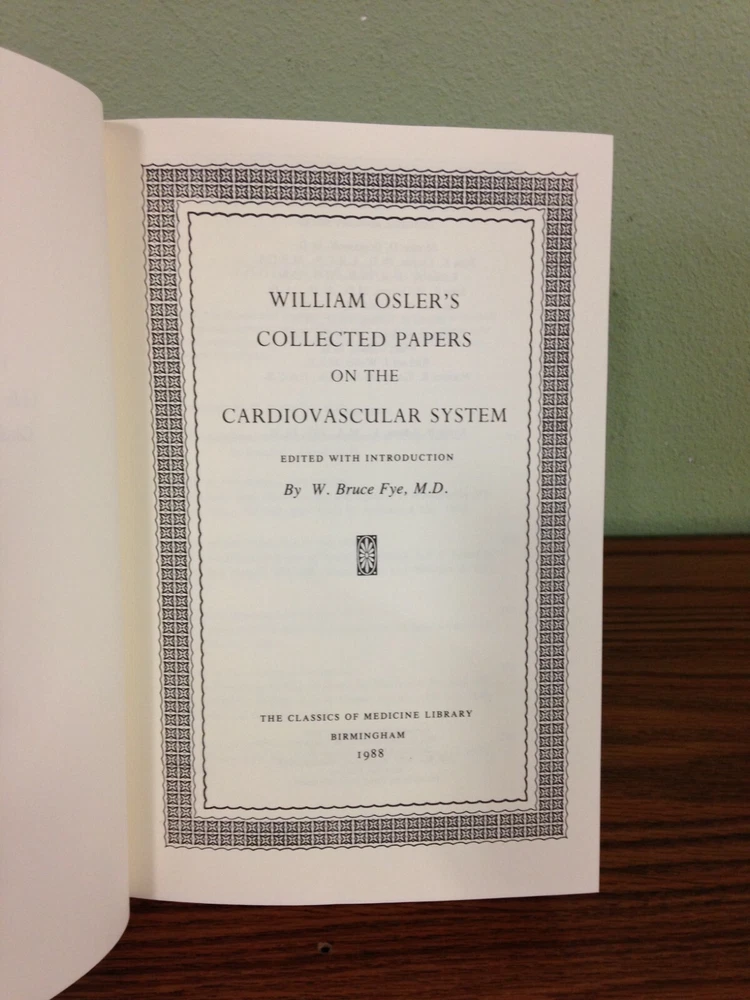 WILLIAM OSLER'S
COLLECTED PAPERS
ON THE
CARDIOVASCULAR SYSTEM
EDITED WITH INTRODUCTION
By W. Bruce Fye, M.D.
THE CLASSICS OF MEDICINE LIBRARY
BIRMINGHAM
1988